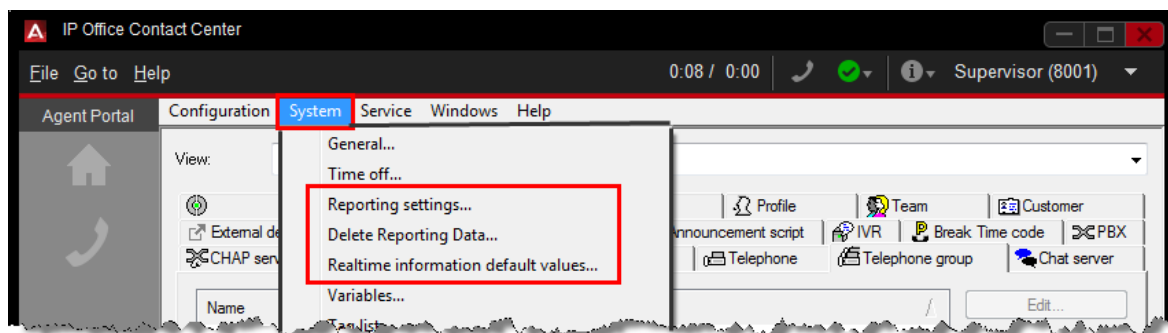 IP Office Contact Center
File Go to Help 0:08 / 0:00 Supervisor (8001)
Agent Portal Configuration System Service Windows Help
General...
View:
Time off...
Reporting settings... Profile Team Customer
External de Delete Reporting Data... nnouncement script IVR Break Time code PBX
CHAP serv Realtime information default values... Telephone Telephone group Chat server
Name Variables... / Edit...
Tag list